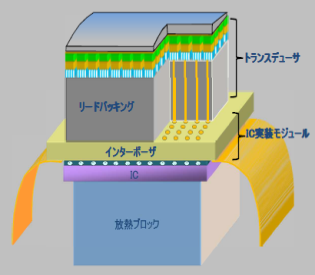 トランスデューサ
リードバッキング
IC実装モジュール
インターポーザ
IC
放熱ブロック